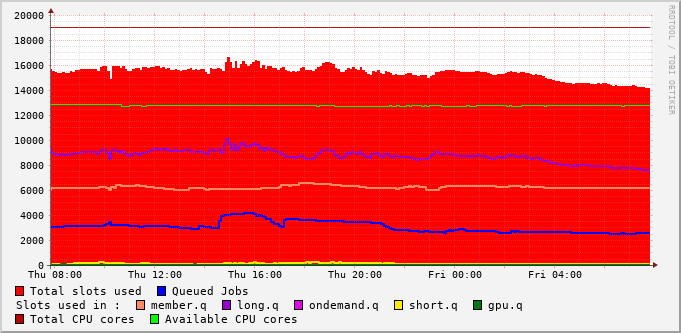 RRDTOOL / TOBI OETIKER
20000
18000
16000
14000
12000
10000
8000
6000
4000
2000
0
Thu 08:00 Thu 12:00 Thu 16:00 Thu 20:00 Fri 00:00 Fri 04:00
Total slots used Queued Jobs
Slots used in : member.q long.q ondemand.q short.q gpu.q
Total CPU cores Available CPU cores